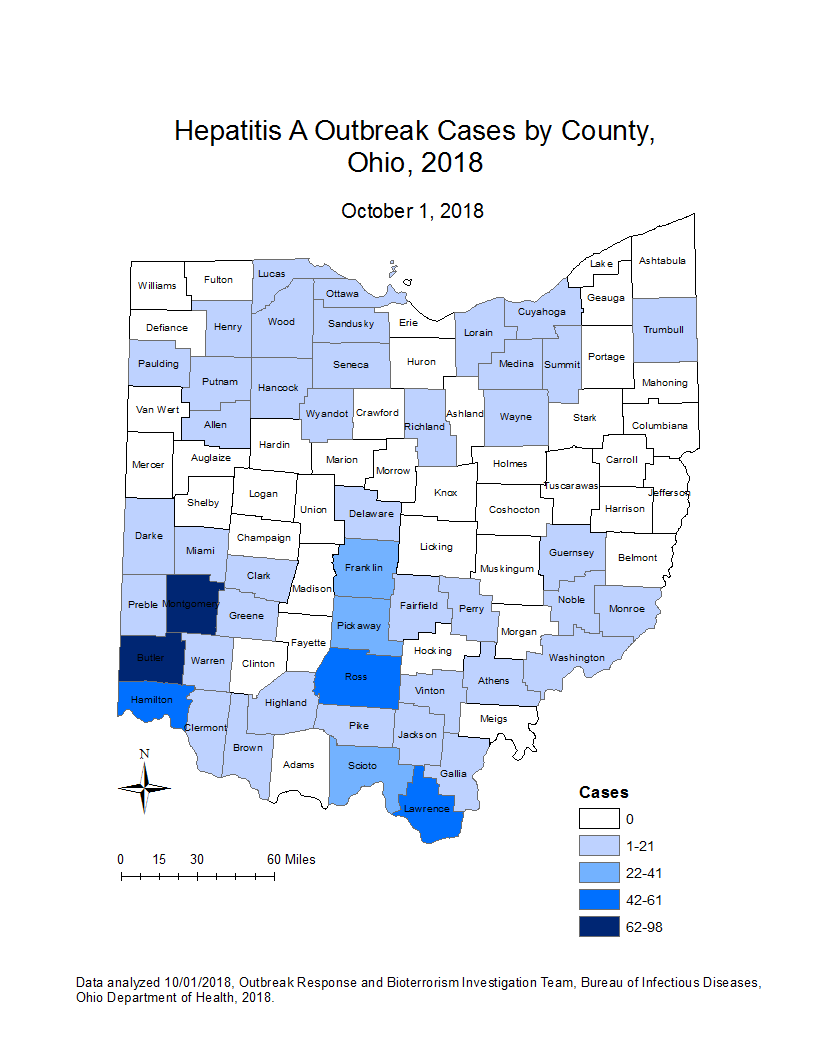 Hepatitis A Outbreak Cases by County,
Ohio, 2018
October 1, 2018
Lake
Ashtabula
Williams
Fulton
Lucas
Geauga
Ottawa
Cuyahoga
Defiance
Henry
Wood
Sandusky
Erie
Lorain
Trumbull
Paulding
Seneca
Huron
Medina
Summit
Portage
Putnam
Hancock
Mahoning
Van Wert
Wyandot
Crawford
Richland
Ashland
Wayne
Stark
Allen
Columbiana
Hardin
Mercer
Auglaize
Marion
Morrow
Holmes
Carroll
Shelby
Logan
Union
Knox
Coshocton
Tuscarawas
Harrison
Jefferson
Delaware
Darke
Miami
Champaign
Licking
Guernsey
Belmont
Clark
Madison
Franklin
Muskingum
Preble
Montgomery
Greene
Fairfield
Perry
Noble
Monroe
Pickaway
Morgan
Fayette
Hocking
Butler
Warren
Clinton
Washington
Ross
Athens
Vinton
Hamilton
Highland
Meigs
Clermont
Pike
Jackson
Brown
Adams
Scioto
Gallia
Lawrence
N
0 15 30 60 Miles
Cases
0
1-21
22-41
42-61
62-98
Data analyzed 10/01/2018, Outbreak Response and Bioterrorism Investigation Team, Bureau of Infectious Diseases,
Ohio Department of Health, 2018.